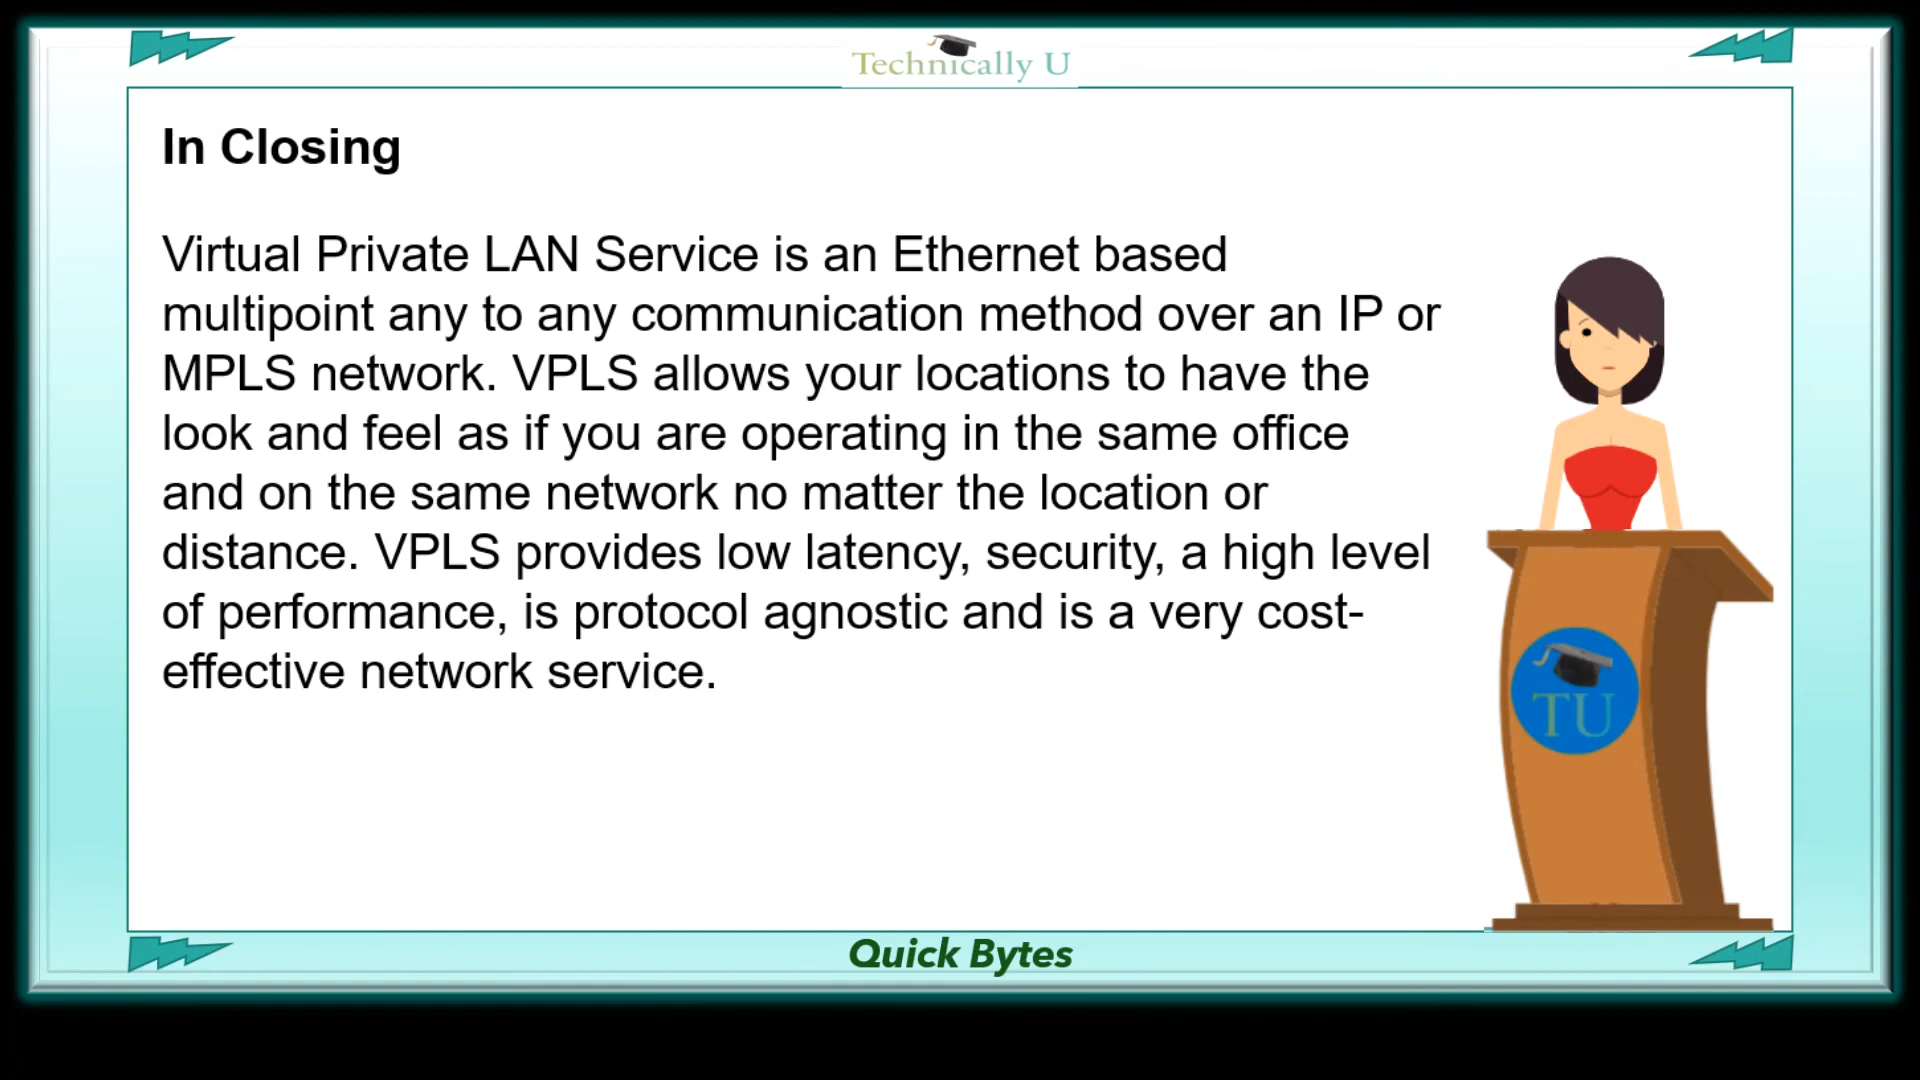 Technically U
In Closing
Virtual Private LAN Service is an Ethernet based
multipoint any to any communication method over an IP or
MPLS network. VPLS allows your locations to have the
look and feel as if you are operating in the same office
and on the same network no matter the location or
distance. VPLS provides low latency, security, a high level
of performance, is protocol agnostic and is a very cost-
effective network service.
TU
Quick Bytes